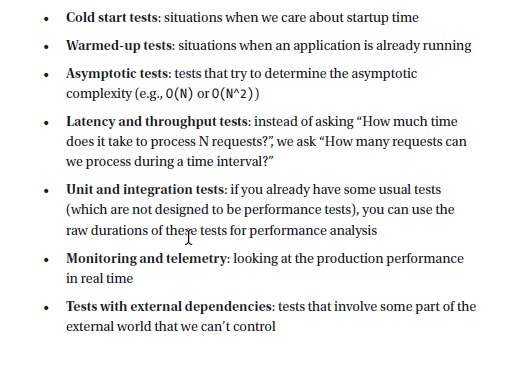 • Cold start tests: situations when we care about startup time
• Warmed-up tests: situations when an application is already running
• Asymptotic tests: tests that try to determine the asymptotic
complexity (e.g., O(N) or O(N^2))
• Latency and throughput tests: instead of asking “How much time
does it take to process N requests?”, we ask “How many requests can
we process during a time interval?”
• Unit and integration tests: if you already have some usual tests
(which are not designed to be performance tests), you can use the
raw durations of these tests for performance analysis
• Monitoring and telemetry: looking at the production performance
in real time
• Tests with external dependencies: tests that involve some part of the
external world that we can’t control